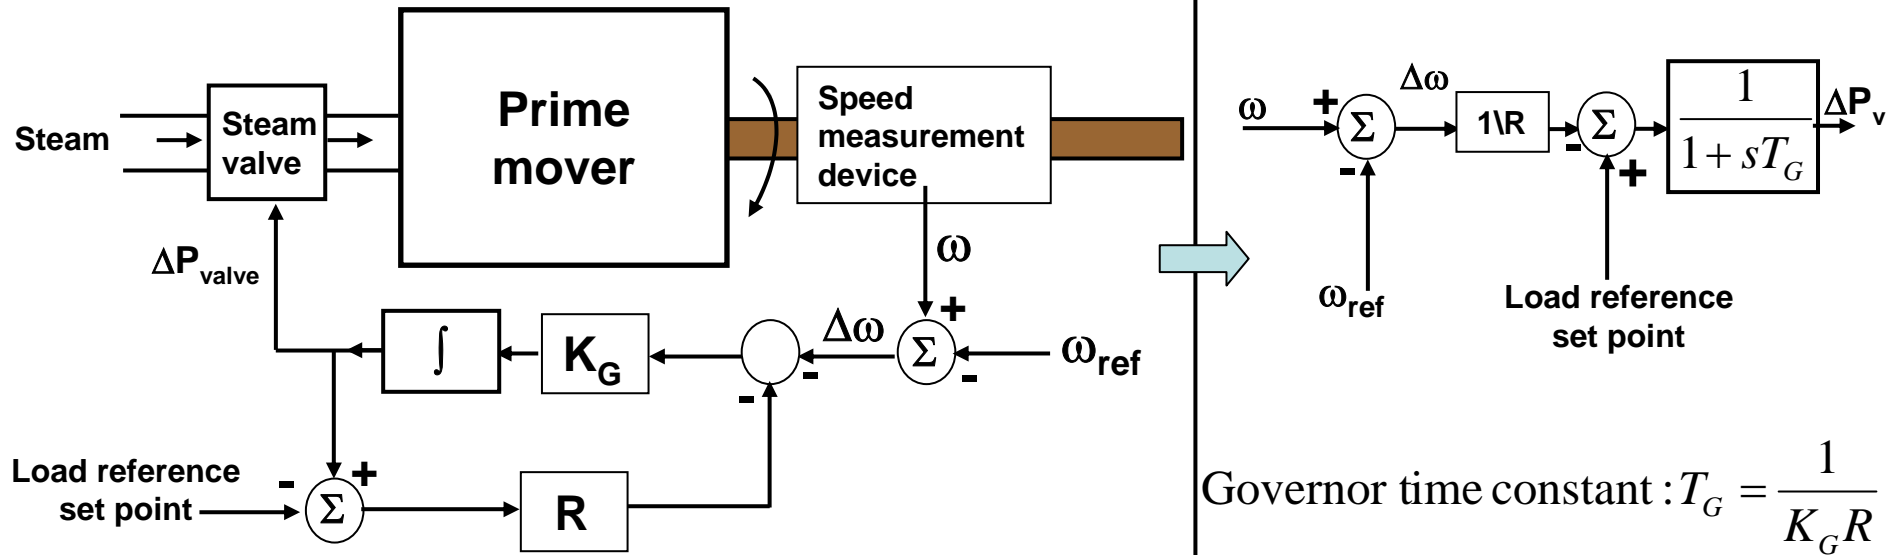 Steam
Steam
valve
Prime
mover
Speed
measurement
device
ΔP_valve
ω
+
Σ
-
ω_ref
Δω
-
-
K_G
∫
Load reference
set point
-
+
Σ
R
ω
+
Σ
-
ω_ref
Δω
1\R
-
Σ
+
Load reference
set point
1
1 + sT_G
ΔP_v
Governor time constant : T_G = 1 / K_G R